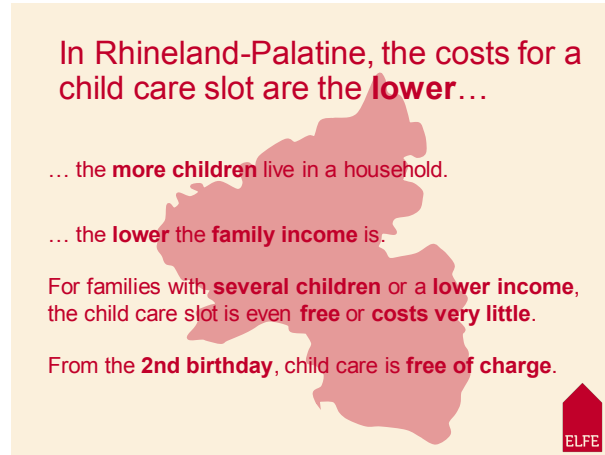 In Rhineland-Palatine, the costs for a
child care slot are the lower…
… the more children live in a household.
… the lower the family income is.
For families with several children or a lower income,
the child care slot is even free or costs very little.
From the 2nd birthday, child care is free of charge.
ELFE